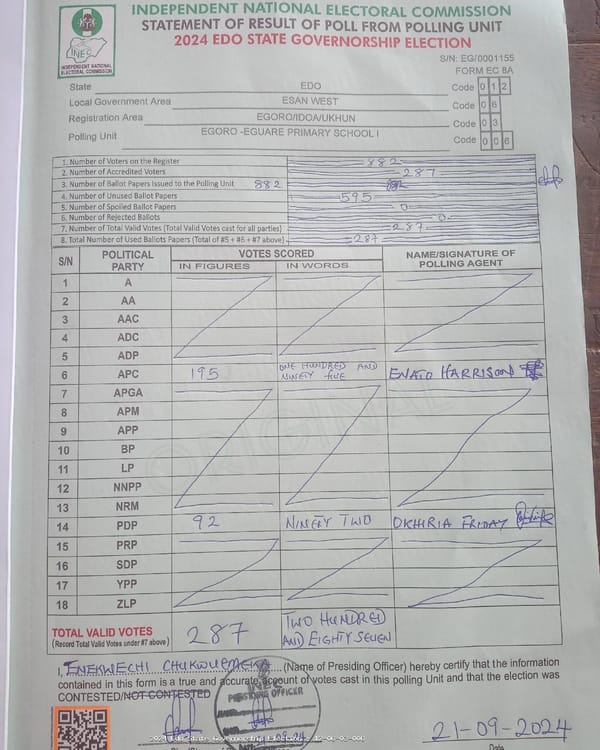 INDEPENDENT NATIONAL ELECTORAL COMMISSION
STATEMENT OF RESULT OF POLL FROM POLLING UNIT
2024 EDO STATE GOVERNORSHIP ELECTION
INEC
INDEPENDENT NATIONAL
ELECTORAL COMMISSION
S/N: EG/0001155
FORM EC 8A
State EDO Code 0 1 2
Local Government Area ESAN WEST Code 0 6
Registration Area EGORO/IDOA/UKHUN Code 0 3
Polling Unit EGORO -EGUARE PRIMARY SCHOOL I Code 0 0 6
1. Number of Voters on the Register 882
2. Number of Accredited Voters 287
3. Number of Ballot Papers Issued to the Polling Unit 882
4. Number of Unused Ballot Papers 595
5. Number of Spoiled Ballot Papers 0
6. Number of Rejected Ballots 0
7. Number of Total Valid Votes (Total Valid Votes cast for all parties) 287
8. Total Number of Used Ballots Papers (Total of #5 + #6 + #7 above) 287
S/N POLITICAL PARTY VOTES SCORED NAME/SIGNATURE OF POLLING AGENT
IN FIGURES IN WORDS
1 A
2 AA
3 AAC
4 ADC
5 ADP
6 APC 195 ONE HUNDRED AND NINETY FIVE ENATO HARRISON
7 APGA
8 APM
9 APP
10 BP
11 LP
12 NNPP
13 NRM
14 PDP 92 NINETY TWO OKHIRIA FRIDAY
15 PRP
16 SDP
17 YPP
18 ZLP
ORIGINAL
TOTAL VALID VOTES 287 TWO HUNDRED AND EIGHTY SEVEN
(Record Total Valid Votes under #7 above)
I, ENEKWECHI CHUKWUEMEKA (Name of Presiding Officer) hereby certify that the information
contained in this form is a true and accurate account of votes cast in this polling Unit and that the election was
CONTESTED/NOT CONTESTED
INEC
PRESIDING OFFICER
21-09-2024
Date